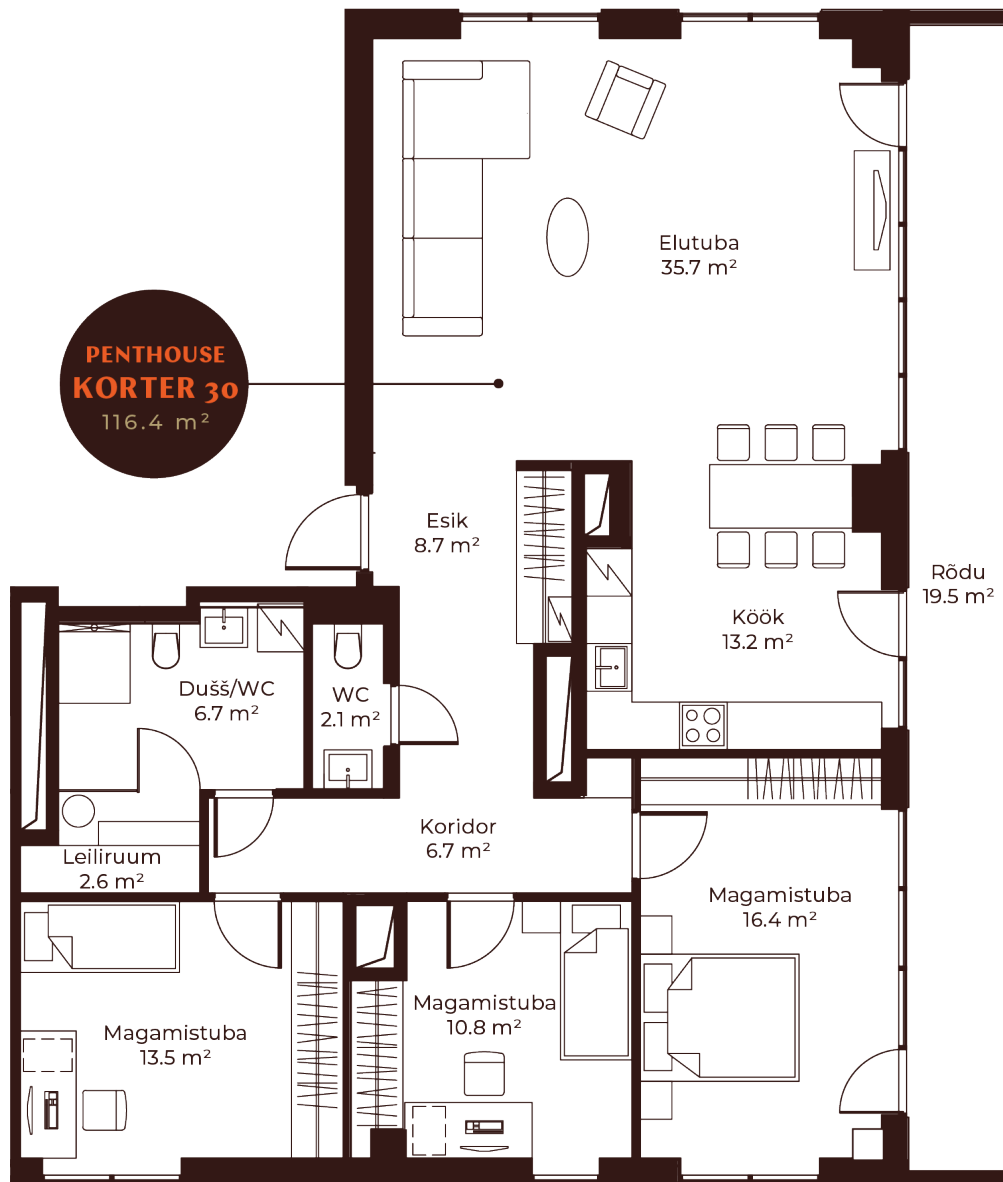 Elutuba
35.7 m²
PENTHOUSE
KORTER 30
116.4 m²
Esik
8.7 m²
Rõdu
19.5 m²
Köök
13.2 m²
Dušš/WC
6.7 m²
WC
2.1 m²
Koridor
6.7 m²
Leiliruum
2.6 m²
Magamistuba
16.4 m²
Magamistuba
10.8 m²
Magamistuba
13.5 m²